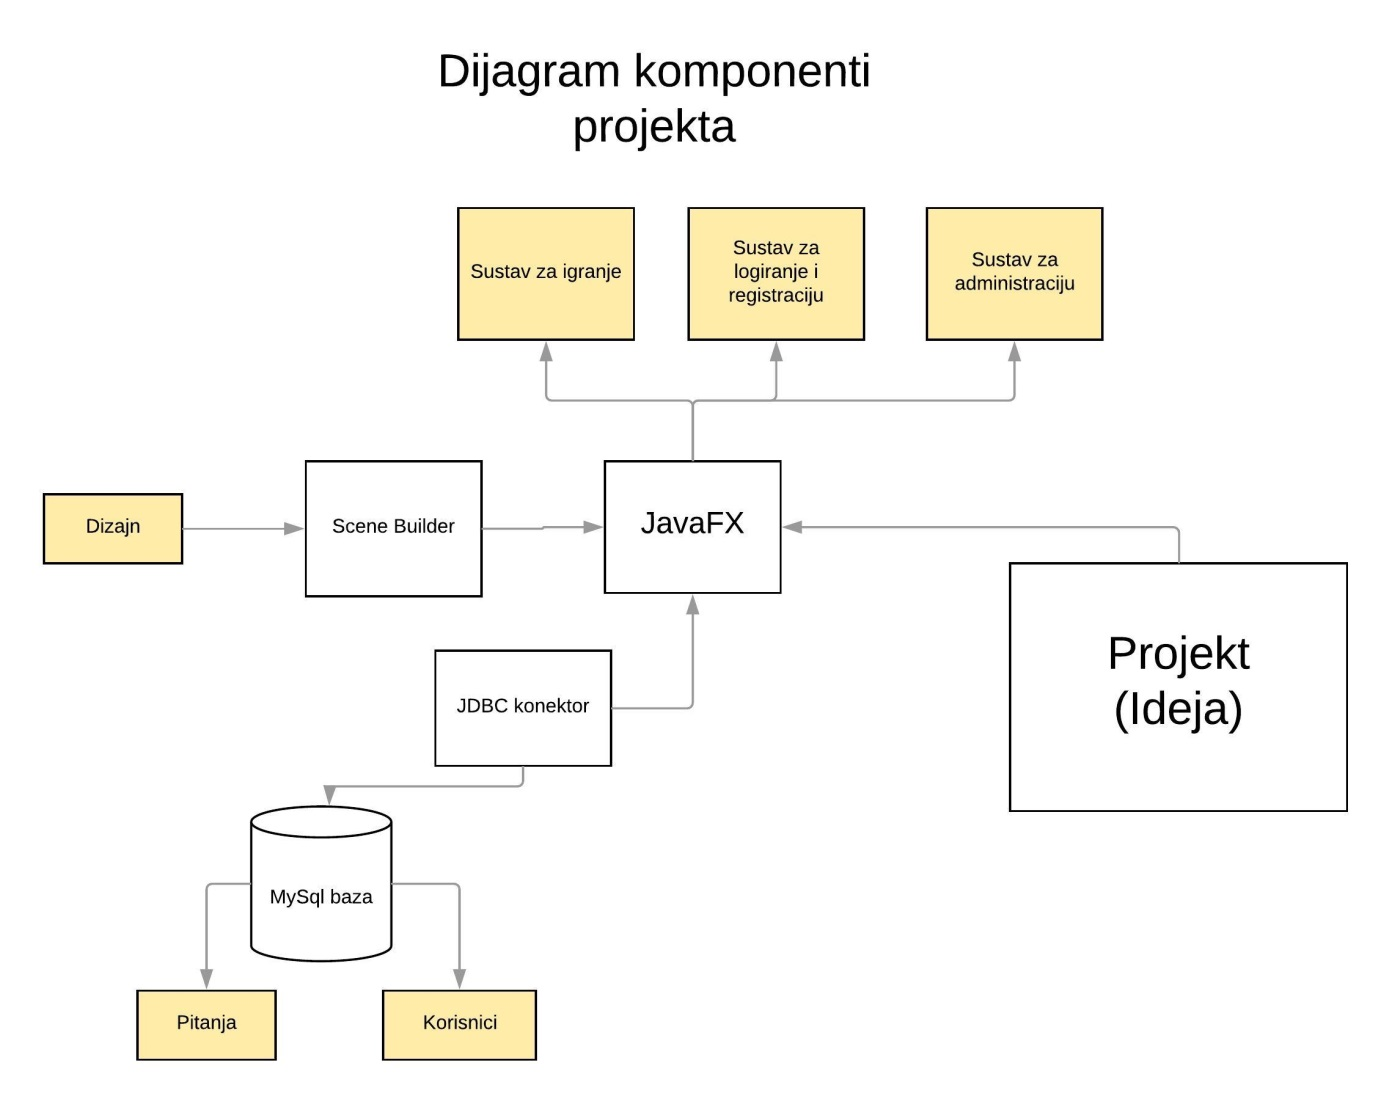 Dijagram komponenti
projekta
Sustav za igranje
Sustav za
logiranje i
registraciju
Sustav za
administraciju
Dizajn
Scene Builder
JavaFX
Projekt
(Ideja)
JDBC konektor
MySql baza
Pitanja
Korisnici